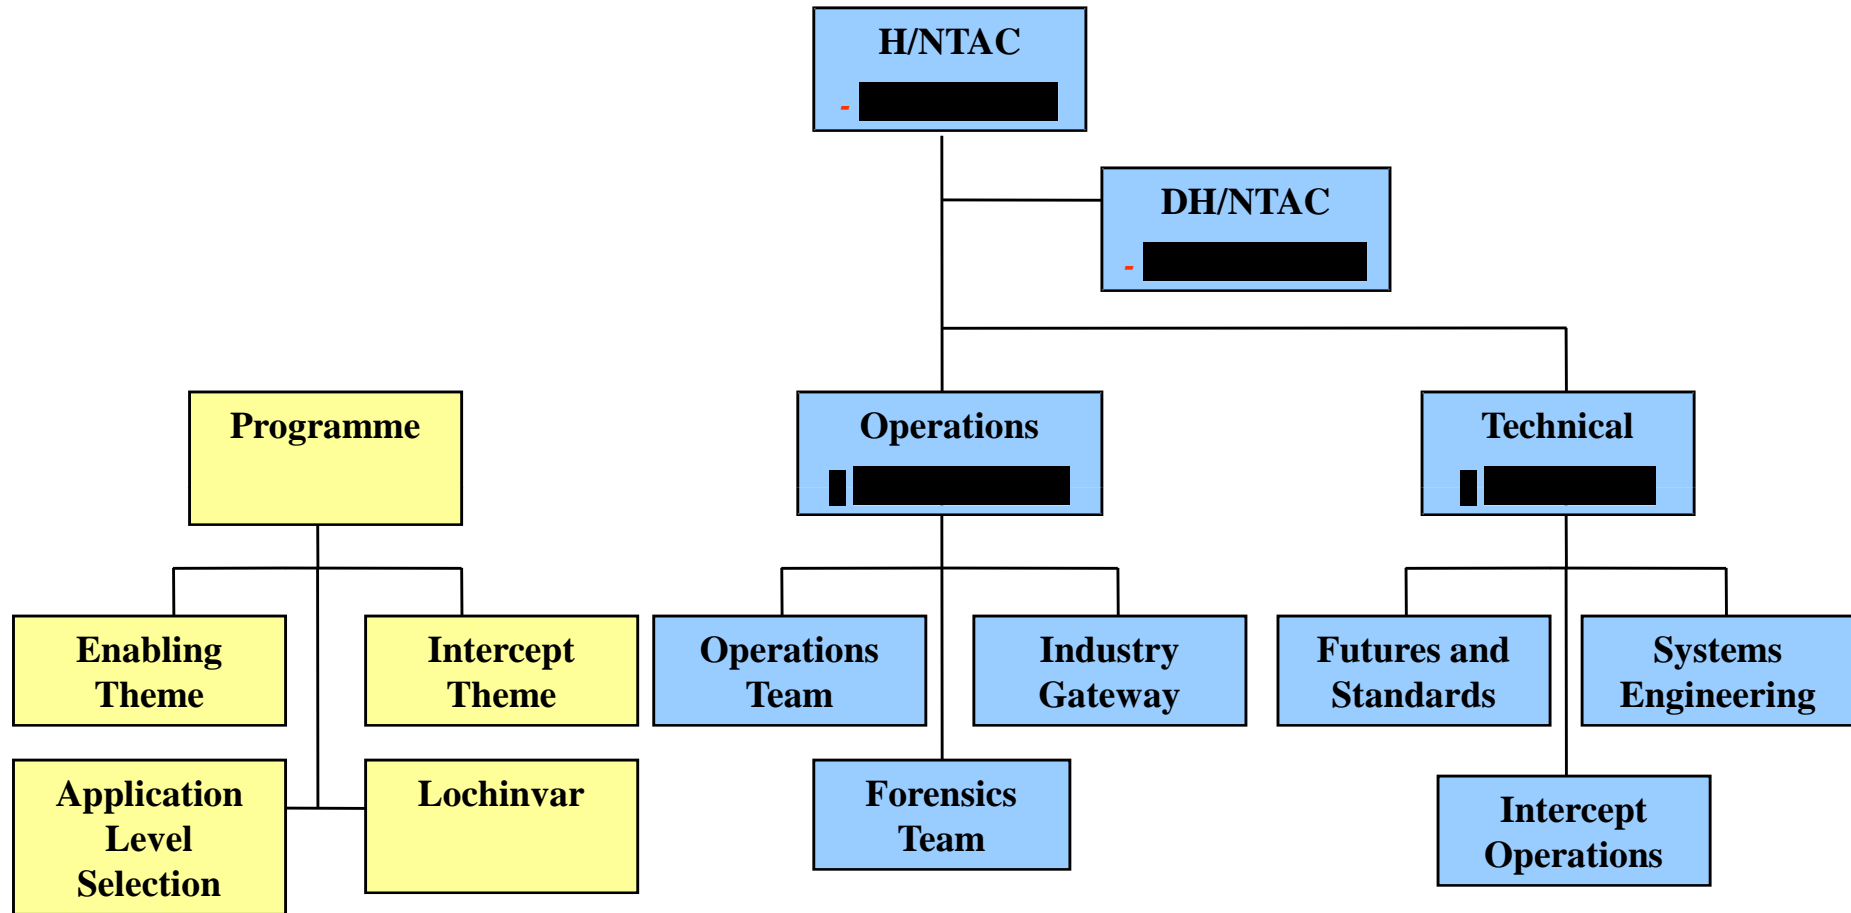 H/NTAC
-
DH/NTAC
-
Programme
Operations
Technical
Enabling
Theme
Intercept
Theme
Operations
Team
Industry
Gateway
Futures and
Standards
Systems
Engineering
Application
Level
Selection
Lochinvar
Forensics
Team
Intercept
Operations